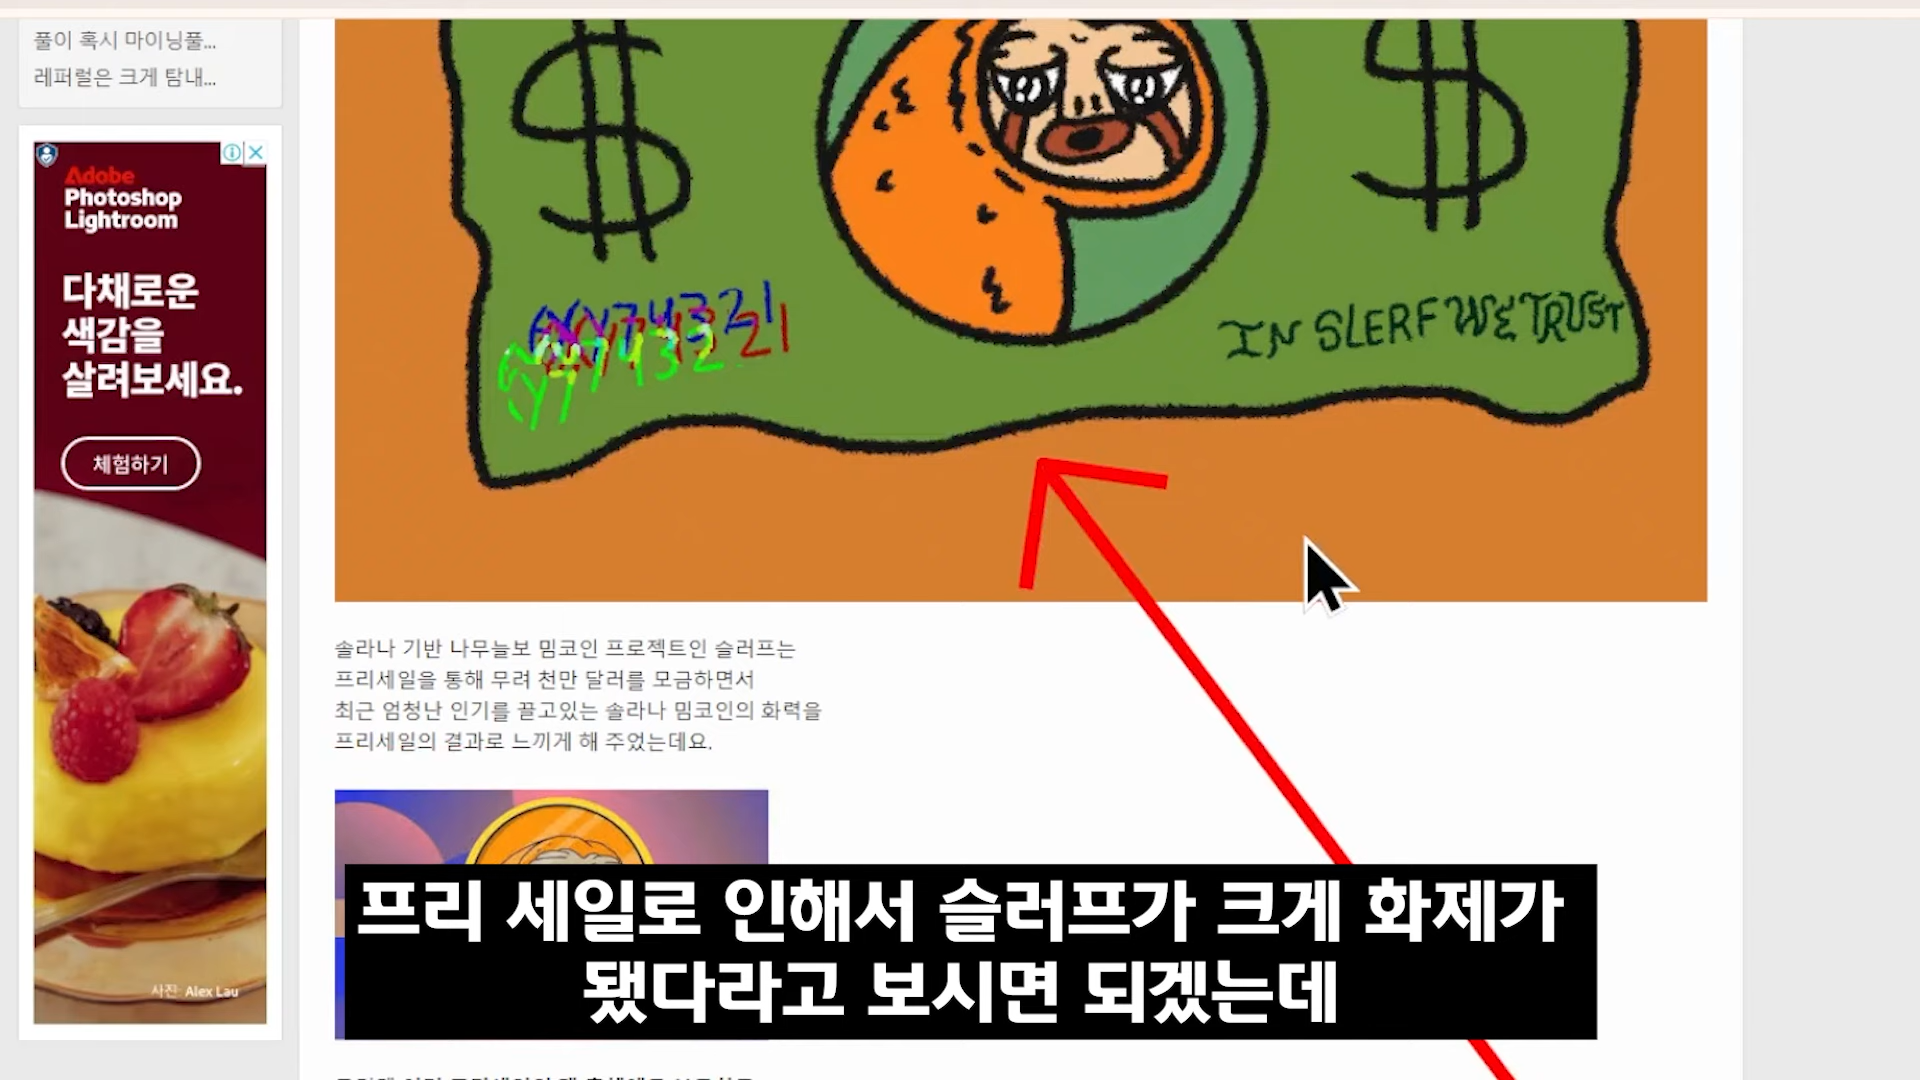 풀이 혹시 마이닝풀...
레퍼럴은 크게 탐내...
Adobe
Photoshop
Lightroom
다채로운
색감을
살려보세요.
체험하기
사진: Alex Lau
$ $
IN SLERF WE TRUST
솔라나 기반 나무늘보 밈코인 프로젝트인 슬러프는
프리세일을 통해 무려 천만 달러를 모금하면서
최근 엄청난 인기를 끌고있는 솔라나 밈코인의 화력을
프리세일의 결과로 느끼게 해 주었는데요.
프리 세일로 인해서 슬러프가 크게 화제가
됐다라고 보시면 되겠는데